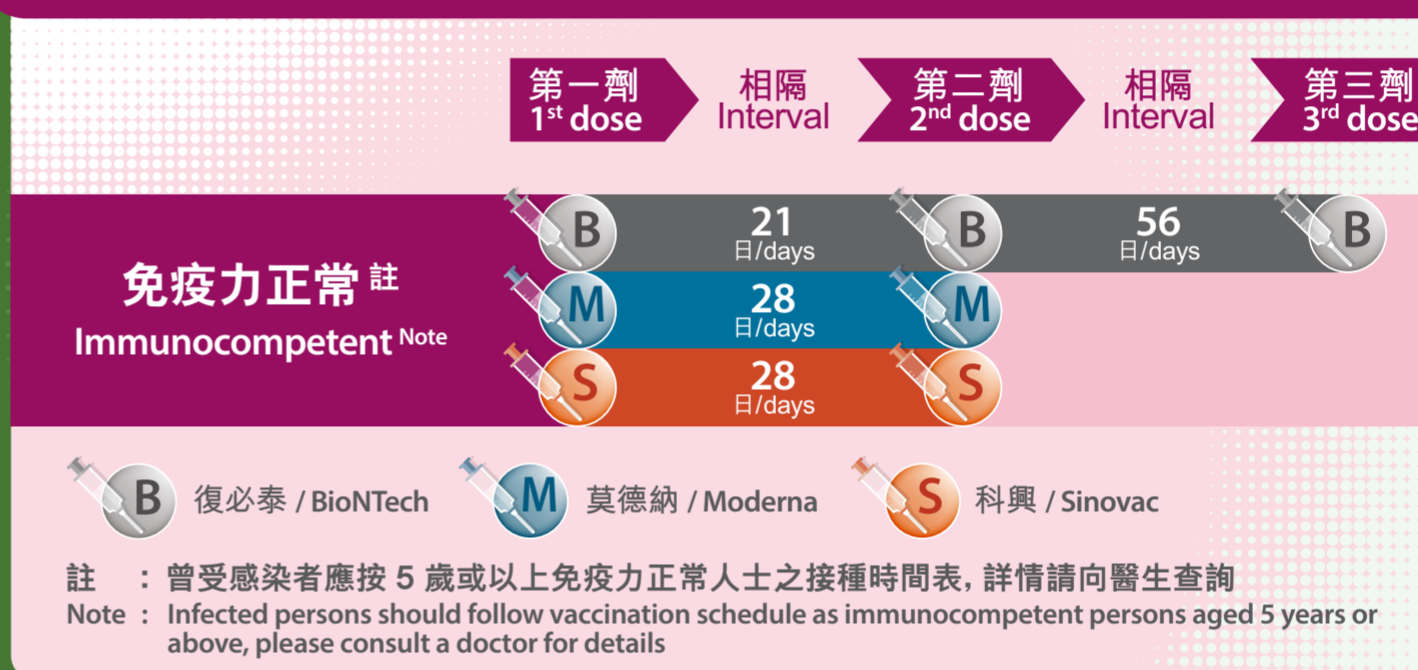 第一劑
1st dose
相隔
Interval
第二劑
2nd dose
相隔
Interval
第三劑
3rd dose
免疫力正常 註
Immunocompetent Note
B
21
日/days
B
56
日/days
B
M
28
日/days
M
S
28
日/days
S
B 復必泰 / BioNTech
M 莫德納 / Moderna
S 科興 / Sinovac
註 : 曾受感染者應按 5 歲或以上免疫力正常人士之接種時間表, 詳情請向醫生查詢
Note : Infected persons should follow vaccination schedule as immunocompetent persons aged 5 years or
above, please consult a doctor for details